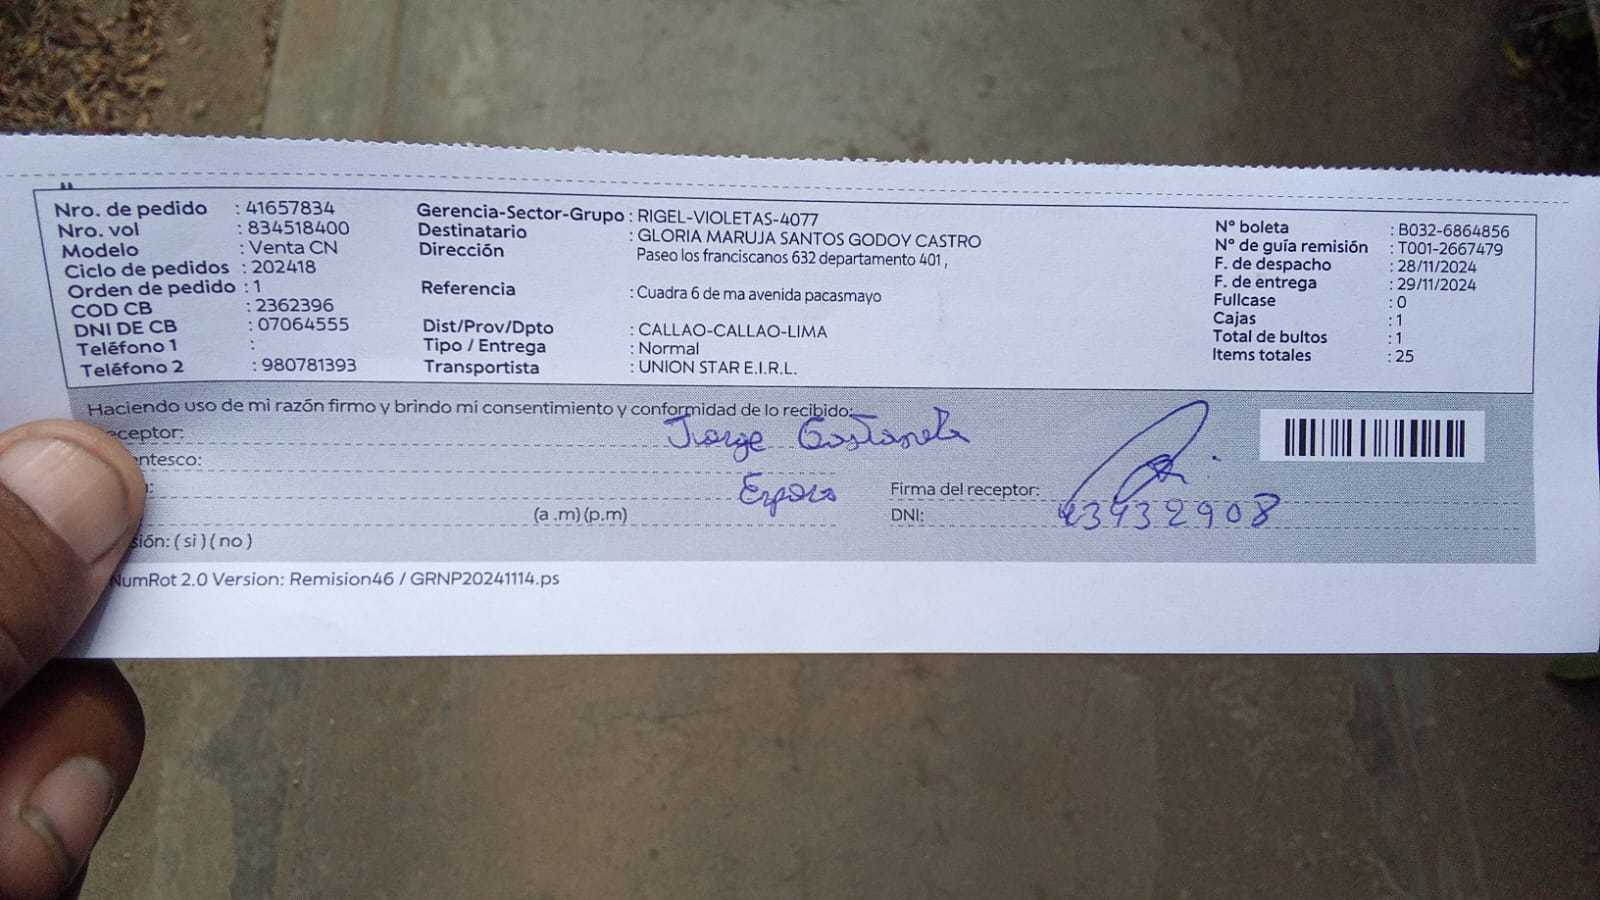 Nro. de pedido : 41657834
Nro. vol : 834518400
Modelo : Venta CN
Ciclo de pedidos : 202418
Orden de pedido : 1
COD CB : 2362396
DNI DE CB : 07064555
Teléfono 1 :
Teléfono 2 : 980781393
Gerencia-Sector-Grupo : RIGEL-VIOLETAS-4077
Destinatario : GLORIA MARUJA SANTOS GODOY CASTRO
Dirección Paseo los franciscanos 632 departamento 401 ,
Referencia : Cuadra 6 de ma avenida pacasmayo
Dist/Prov/Dpto : CALLAO-CALLAO-LIMA
Tipo / Entrega : Normal
Transportista : UNION STAR E.I.R.L.
N° boleta : B032-6864856
N° de guía remisión : T001-2667479
F. de despacho : 28/11/2024
F. de entrega : 29/11/2024
Fullcase : 0
Cajas : 1
Total de bultos : 1
Items totales : 25
Haciendo uso de mi razón firmo y brindo mi consentimiento y conformidad de lo recibido:
eceptor: Jorge
ntesco:
Firma del receptor:
(a .m) (p.m)
DNI: 43432908
sión: ( si ) ( no )
NumRot 2.0 Version: Remision46 / GRNP20241114.ps